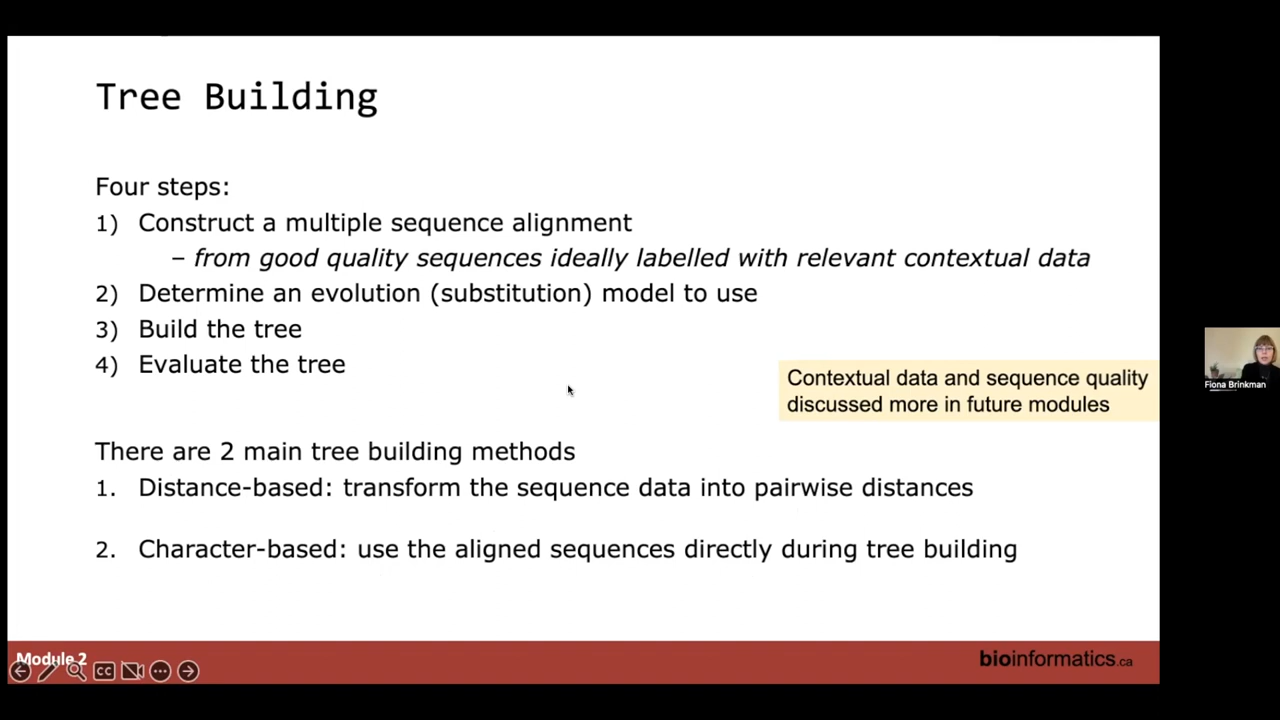 Tree Building
Four steps:
1) Construct a multiple sequence alignment
– from good quality sequences ideally labelled with relevant contextual data
2) Determine an evolution (substitution) model to use
3) Build the tree
4) Evaluate the tree
Contextual data and sequence quality
discussed more in future modules
There are 2 main tree building methods
1. Distance-based: transform the sequence data into pairwise distances
2. Character-based: use the aligned sequences directly during tree building
Module 2
CC
bioinformatics.ca
Fiona Brinkman